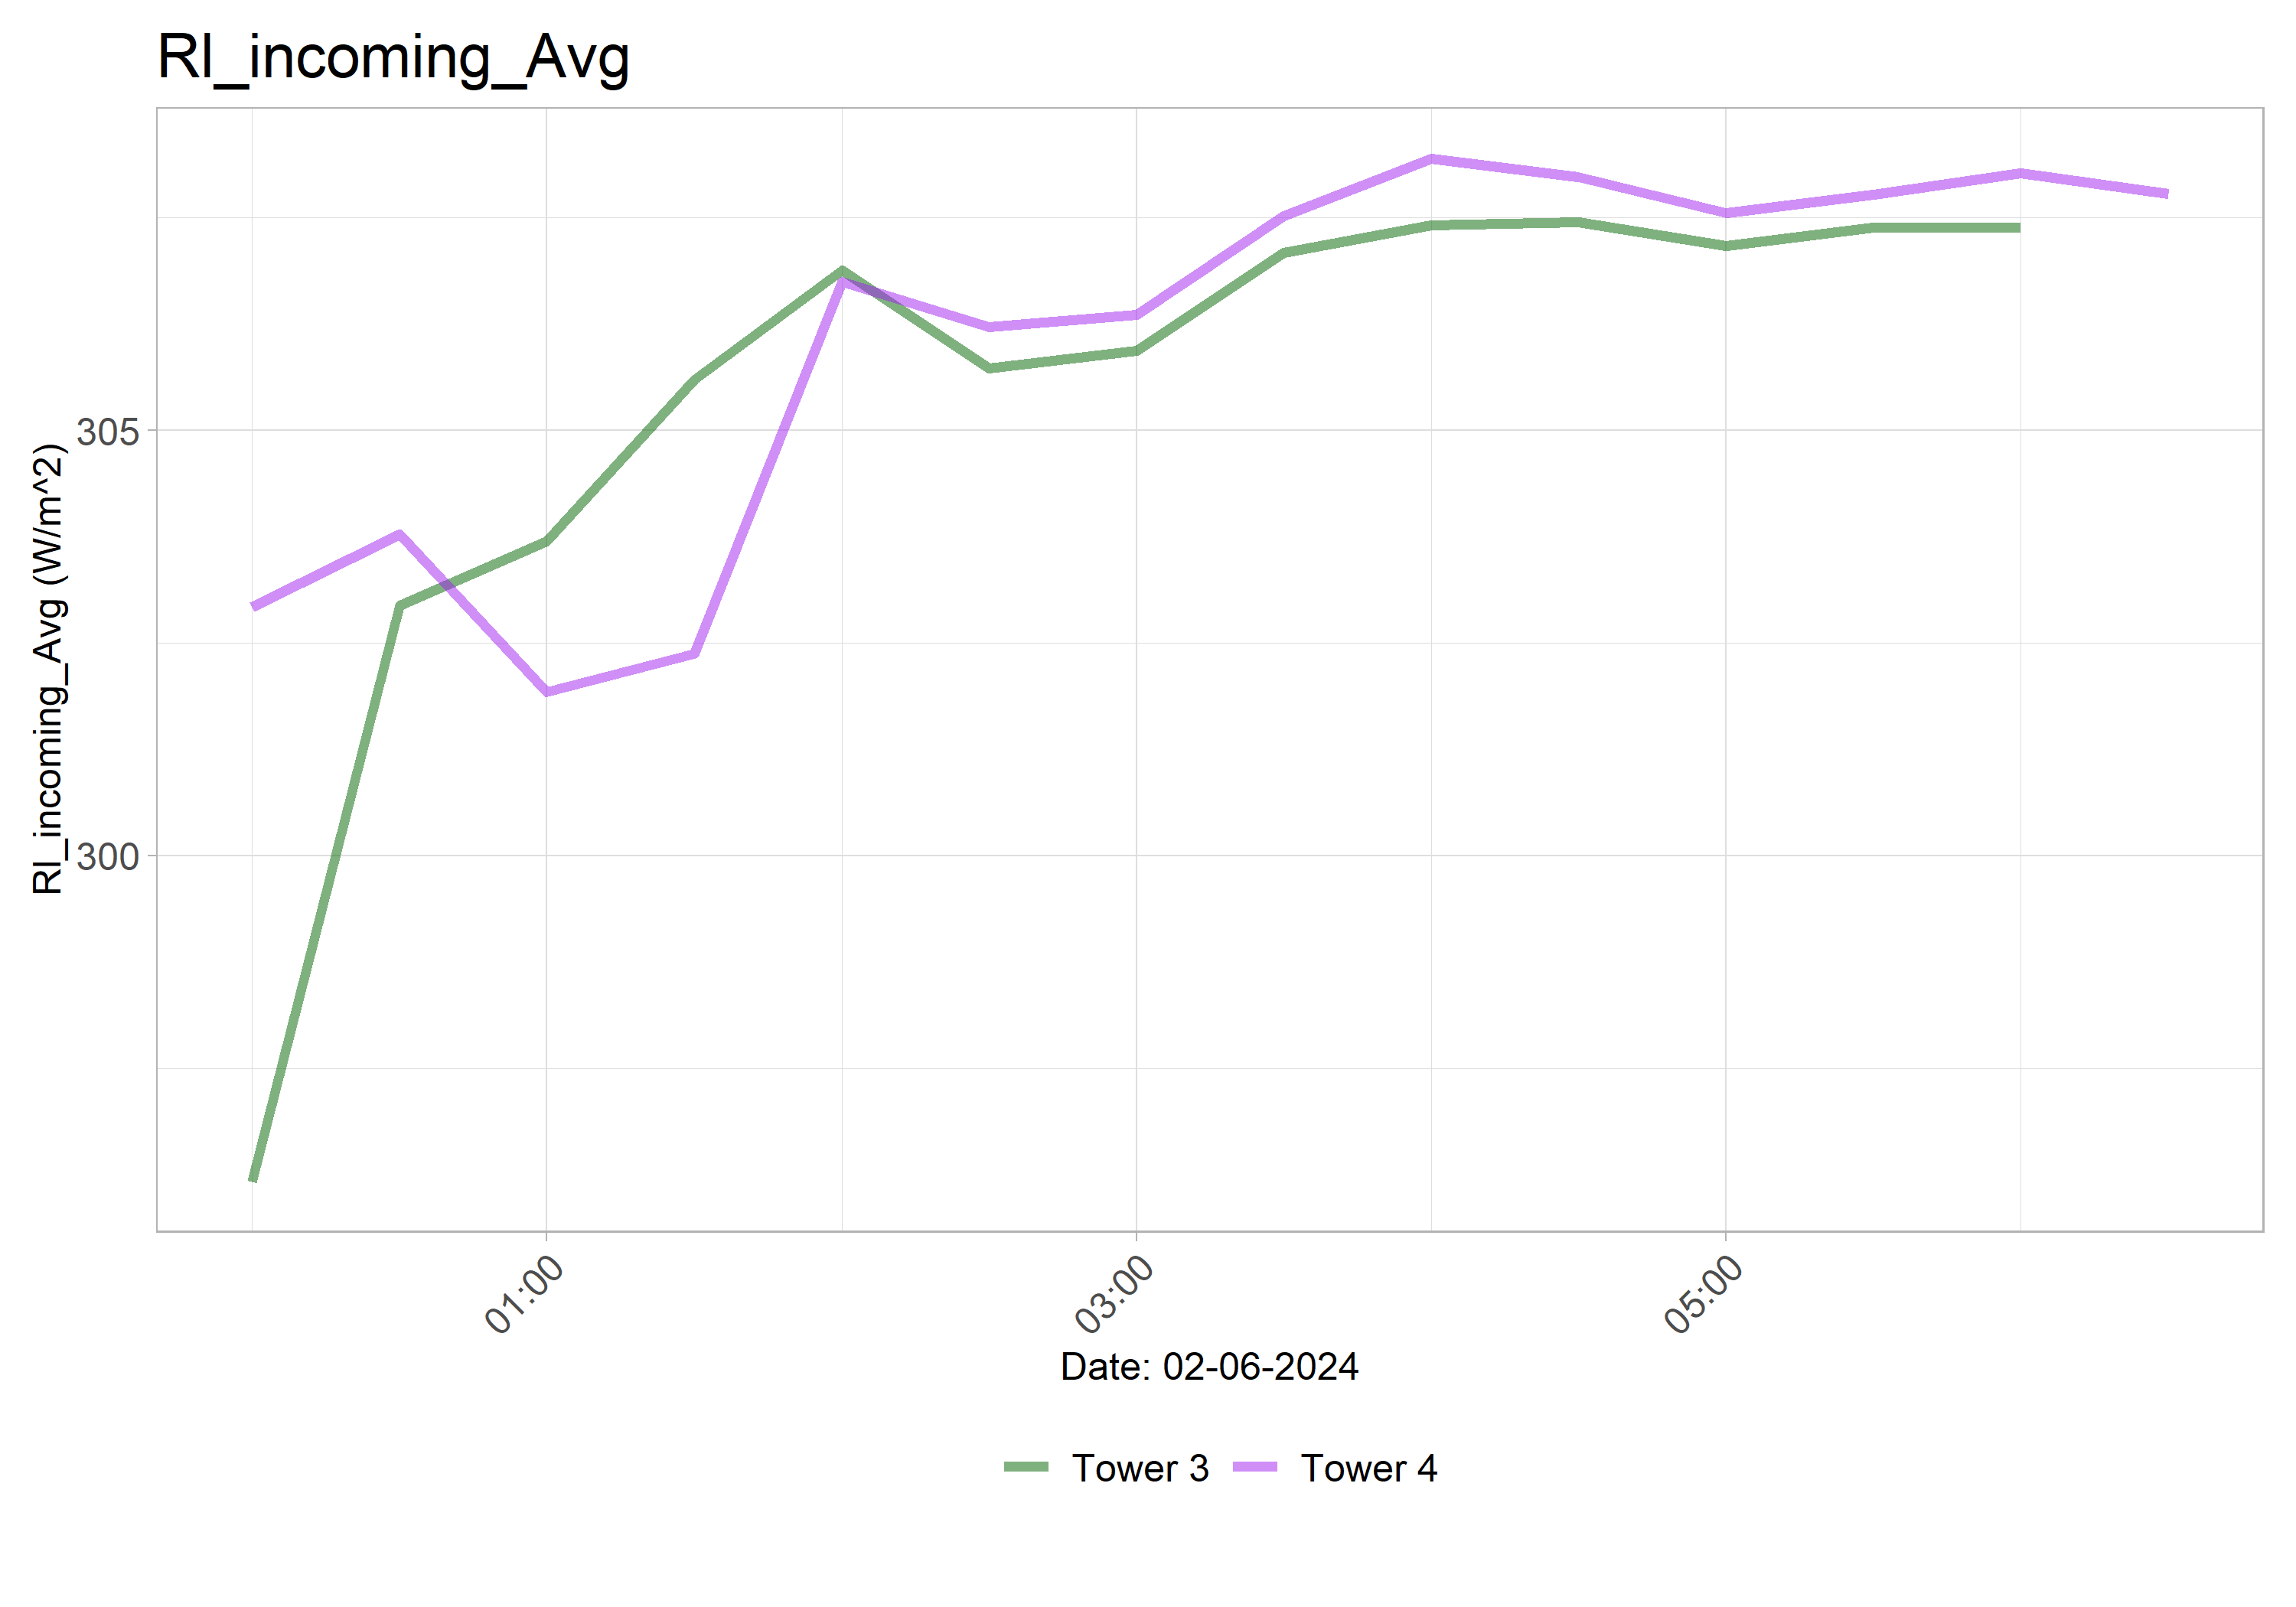 Rl_incoming_Avg
Rl_incoming_Avg (W/m^2)
305
300
01:00
03:00
05:00
Date: 02-06-2024
Tower 3
Tower 4